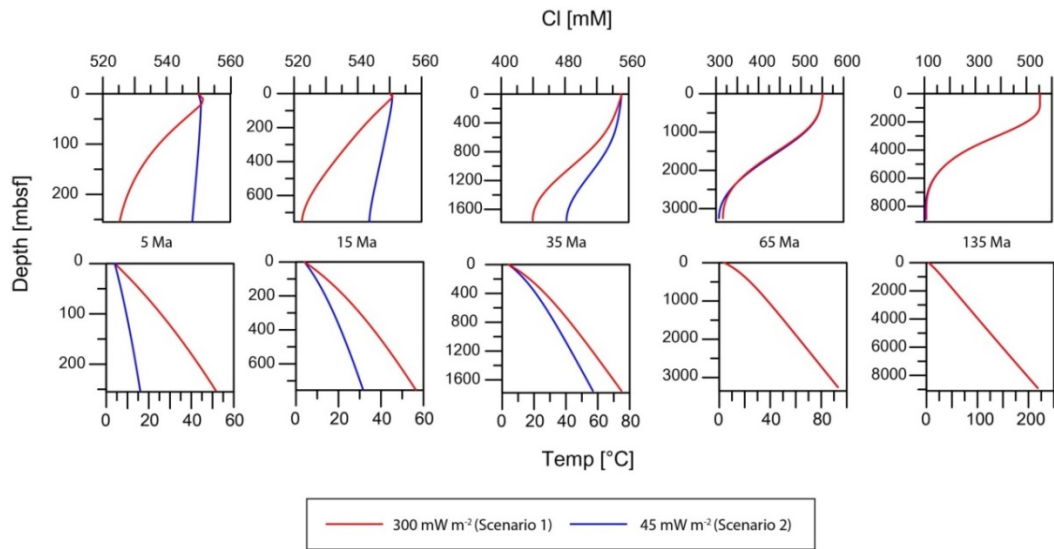 Cl [mM]
520 540 560 520 540 560 400 480 560 300 400 500 600 100 300 500
0 0 0 0 0
100 200 400 1000 2000
200 400 800 2000 4000
600 1200 3000 6000
1600 8000
Depth [mbsf]
5 Ma 15 Ma 35 Ma 65 Ma 135 Ma
0 0 0 0 0
100 200 400 1000 2000
200 400 800 2000 4000
600 1200 3000 6000
1600 8000
0 20 40 60 0 20 40 60 0 20 40 60 80 0 40 80 0 100 200
Temp [°C]
300 mW m⁻² (Scenario 1) 45 mW m⁻² (Scenario 2)